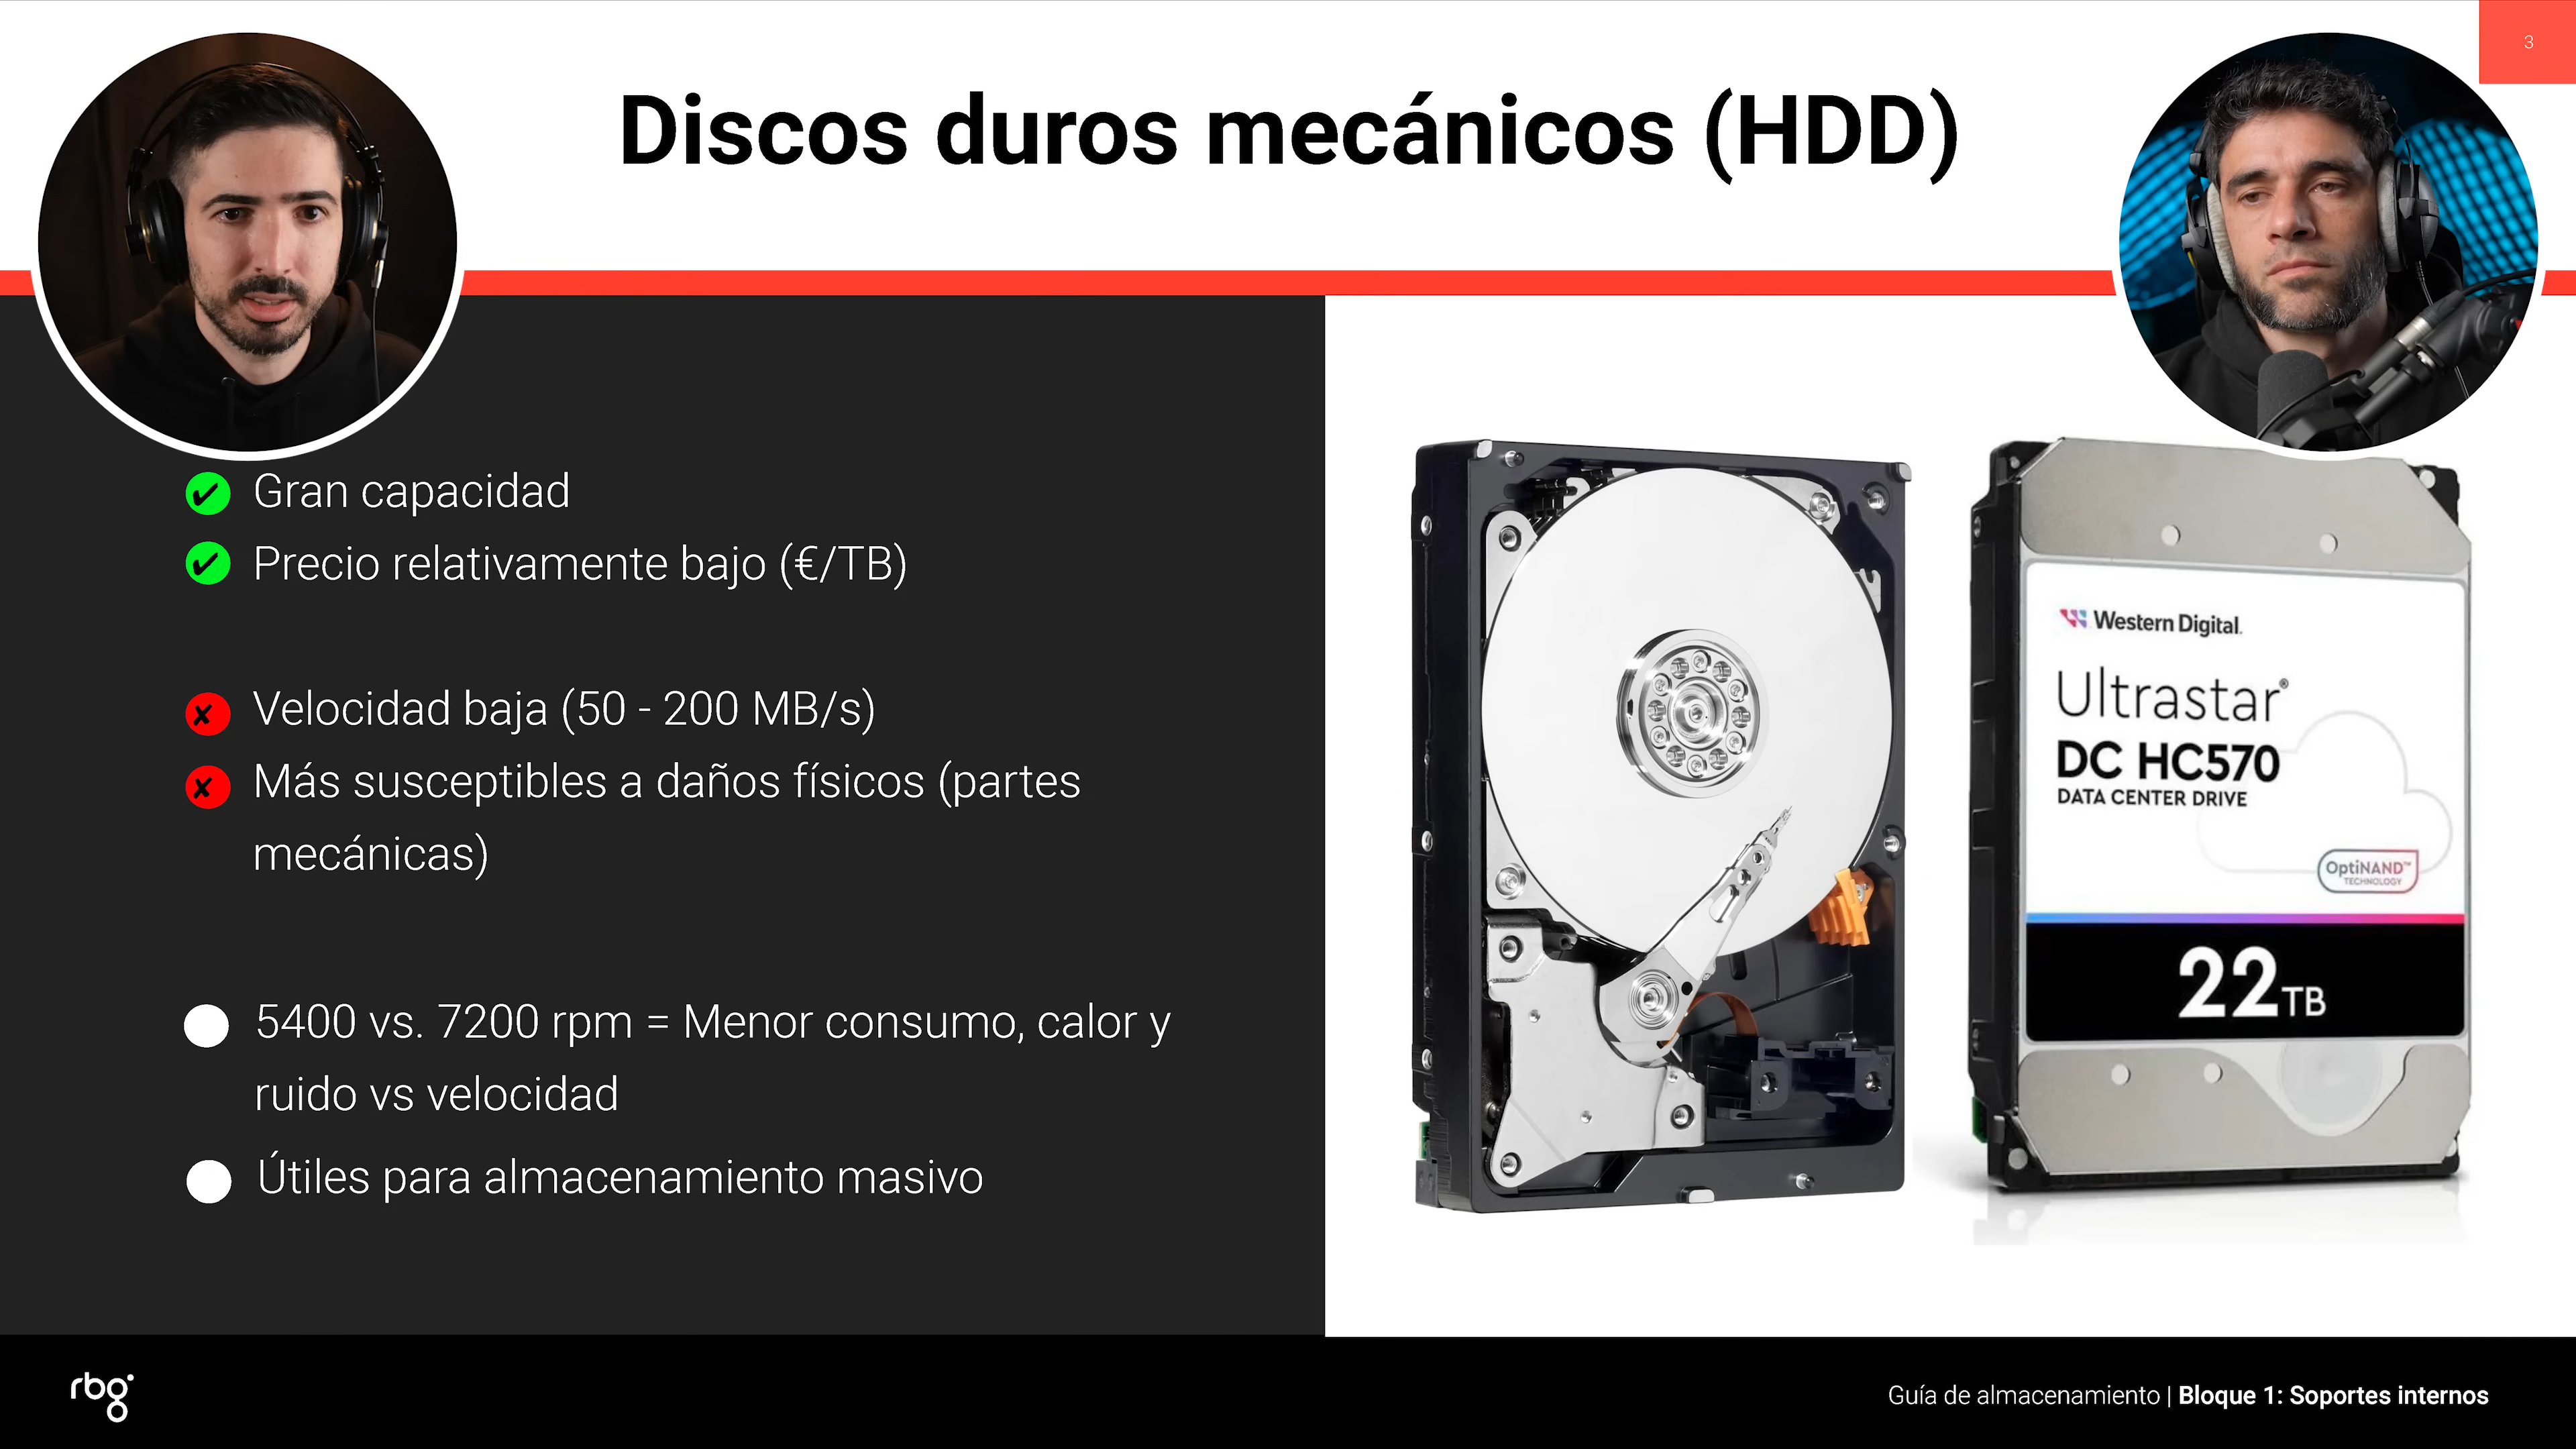 3
Discos duros mecánicos (HDD)
Gran capacidad
Precio relativamente bajo (€/TB)
Velocidad baja (50 - 200 MB/s)
Más susceptibles a daños físicos (partes
mecánicas)
5400 vs. 7200 rpm = Menor consumo, calor y
ruido vs velocidad
Útiles para almacenamiento masivo
Western Digital.
Ultrastar®
DC HC570
DATA CENTER DRIVE
OptiNAND™
TECHNOLOGY
22TB
rbg
Guía de almacenamiento | Bloque 1: Soportes internos